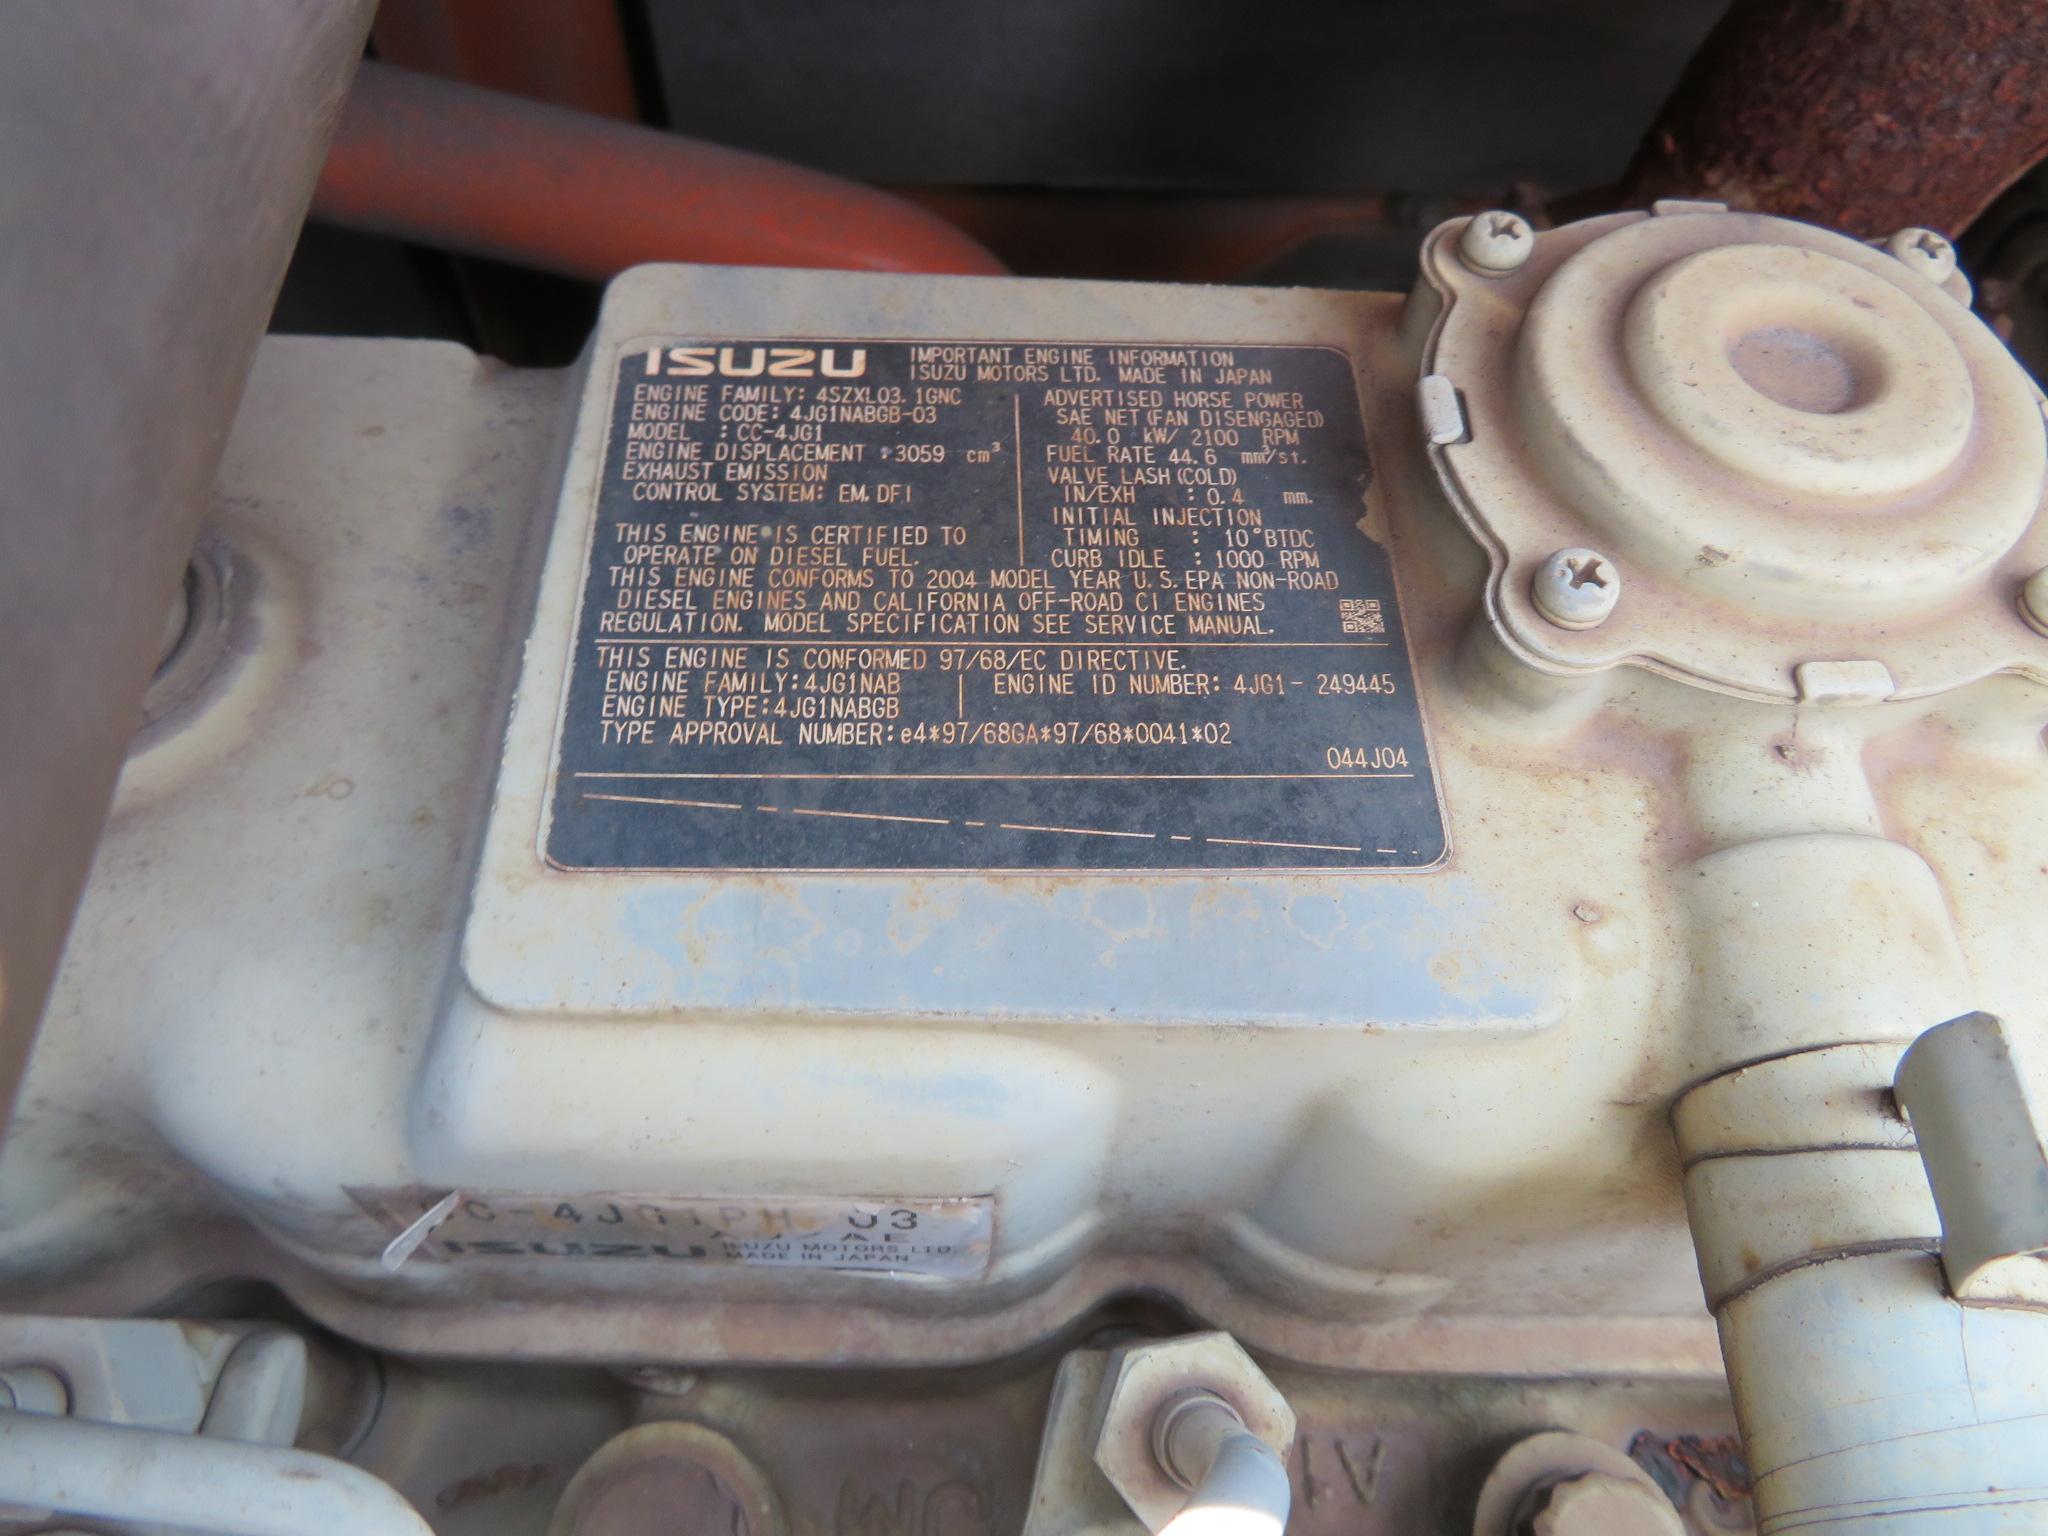 ISUZU
IMPORTANT ENGINE INFORMATION
ISUZU MOTORS LTD. MADE IN JAPAN
ENGINE FAMILY: 4SZXL03.1GNC
ENGINE CODE: 4JG1NABGB-03
MODEL : CC-4JG1
ENGINE DISPLACEMENT : 3059 cm³
EXHAUST EMISSION
CONTROL SYSTEM: EM, DFI
THIS ENGINE IS CERTIFIED TO
OPERATE ON DIESEL FUEL.
ADVERTISED HORSE POWER
SAE NET (FAN DISENGAGED)
40.0 kW/ 2100 RPM
FUEL RATE 44.6 mm³/st.
VALVE LASH (COLD)
IN/EXH : 0.4 mm.
INITIAL INJECTION
TIMING : 10°BTDC
CURB IDLE : 1000 RPM
THIS ENGINE CONFORMS TO 2004 MODEL YEAR U.S.EPA NON-ROAD
DIESEL ENGINES AND CALIFORNIA OFF-ROAD CI ENGINES
REGULATION. MODEL SPECIFICATION SEE SERVICE MANUAL.
THIS ENGINE IS CONFORMED 97/68/EC DIRECTIVE.
ENGINE FAMILY:4JG1NAB
ENGINE TYPE:4JG1NABGB
ENGINE ID NUMBER: 4JG1- 249445
TYPE APPROVAL NUMBER:e4*97/68GA*97/68*0041*02
044J04
03
ISUZU ISUZU MOTORS LTD.
MADE IN JAPAN